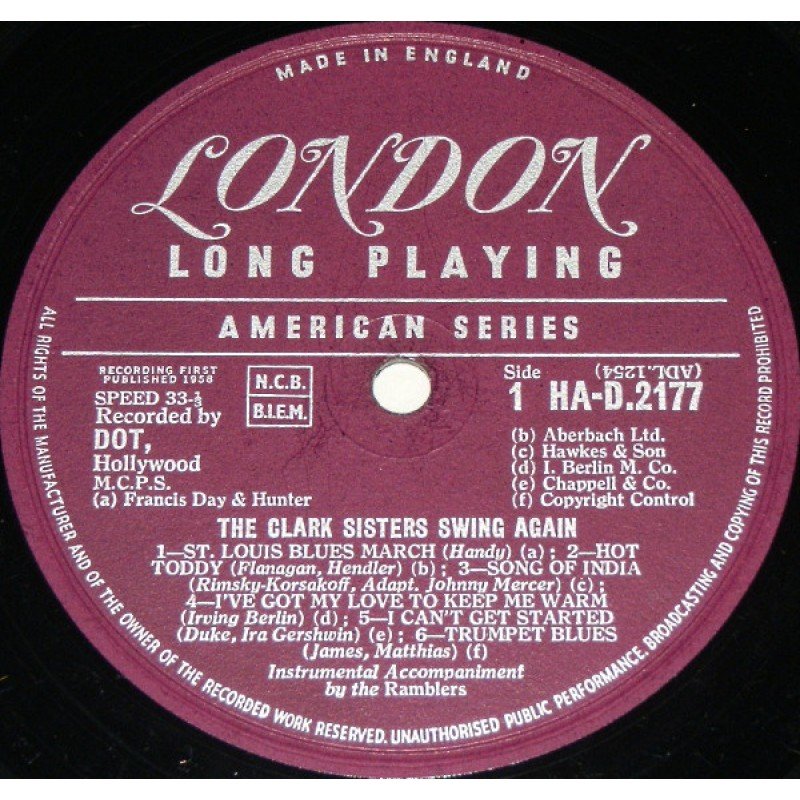 MADE IN ENGLAND
LONDON
LONG PLAYING
AMERICAN SERIES
RECORDING FIRST
PUBLISHED 1958
SPEED 33-⅓
Recorded by
DOT,
Hollywood
M.C.P.S.
(a) Francis Day & Hunter
N.C.B.
B.I.E.M.
Side
1
(ADL.1254)
HA-D.2177
(b) Aberbach Ltd.
(c) Hawkes & Son
(d) I. Berlin M. Co.
(e) Chappell & Co.
(f) Copyright Control
THE CLARK SISTERS SWING AGAIN
1—ST. LOUIS BLUES MARCH (Handy) (a) ; 2—HOT
TODDY (Flanagan, Hendler) (b) ; 3—SONG OF INDIA
(Rimsky-Korsakoff, Adapt. Johnny Mercer) (c) ;
4—I'VE GOT MY LOVE TO KEEP ME WARM
(Irving Berlin) (d) ; 5—I CAN'T GET STARTED
(Duke, Ira Gershwin) (e) ; 6—TRUMPET BLUES
(James, Matthias) (f)
Instrumental Accompaniment
by the Ramblers
ALL RIGHTS OF THE MANUFACTURER AND OF THE OWNER OF THE RECORDED WORK RESERVED. UNAUTHORISED PUBLIC PERFORMANCE, BROADCASTING AND COPYING OF THIS RECORD PROHIBITED